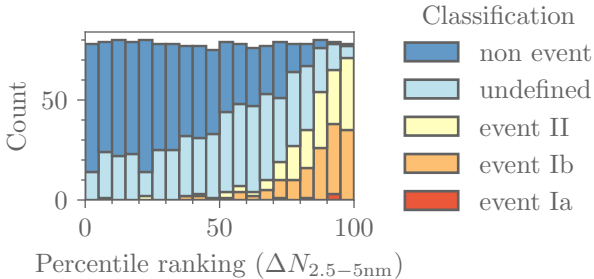 Classification
non event
undefined
event II
event Ib
event Ia
Count
50
0
0
50
100
Percentile ranking (ΔN2.5−5nm)